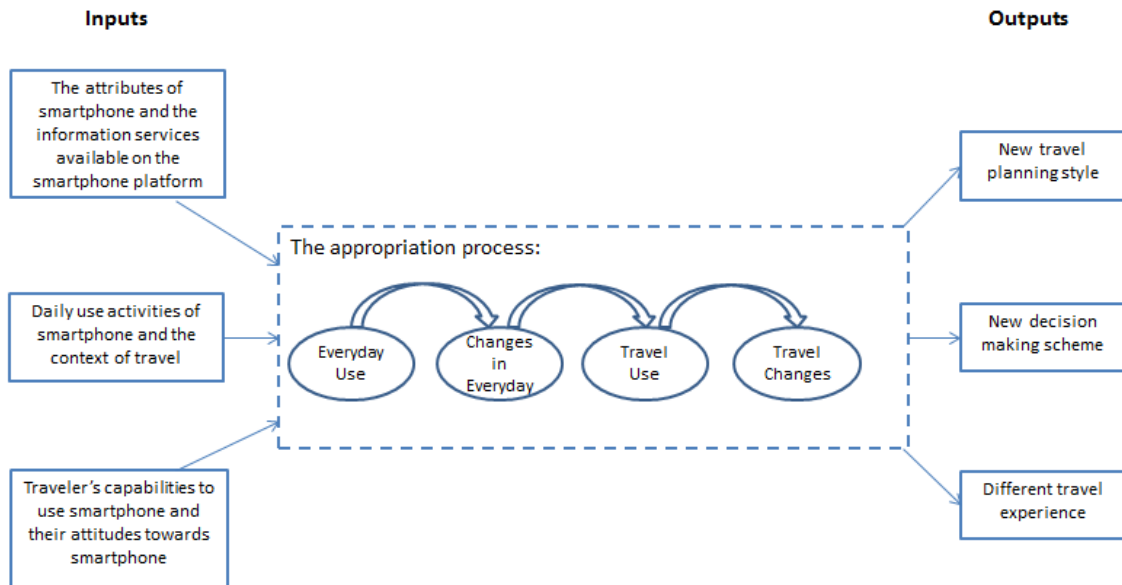 Inputs
Outputs
The attributes of
smartphone and the
information services
available on the
smartphone platform
Daily use activities of
smartphone and the
context of travel
Traveler's capabilities to
use smartphone and
their attitudes towards
smartphone
The appropriation process:
Everyday
Use
Changes
in
Everyday
Travel
Use
Travel
Changes
New travel
planning style
New decision
making scheme
Different travel
experience